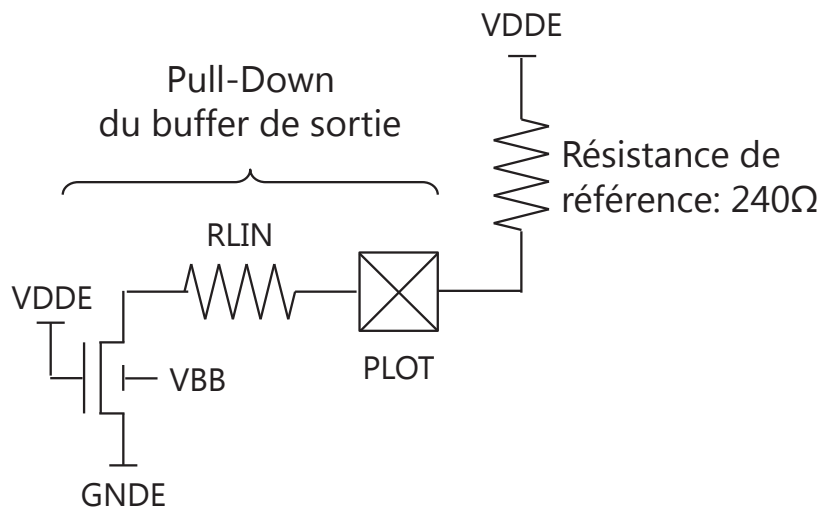 VDDE
Pull-Down
du buffer de sortie
Résistance de
référence: 240Ω
RLIN
VDDE
PLOT
VBB
GNDE